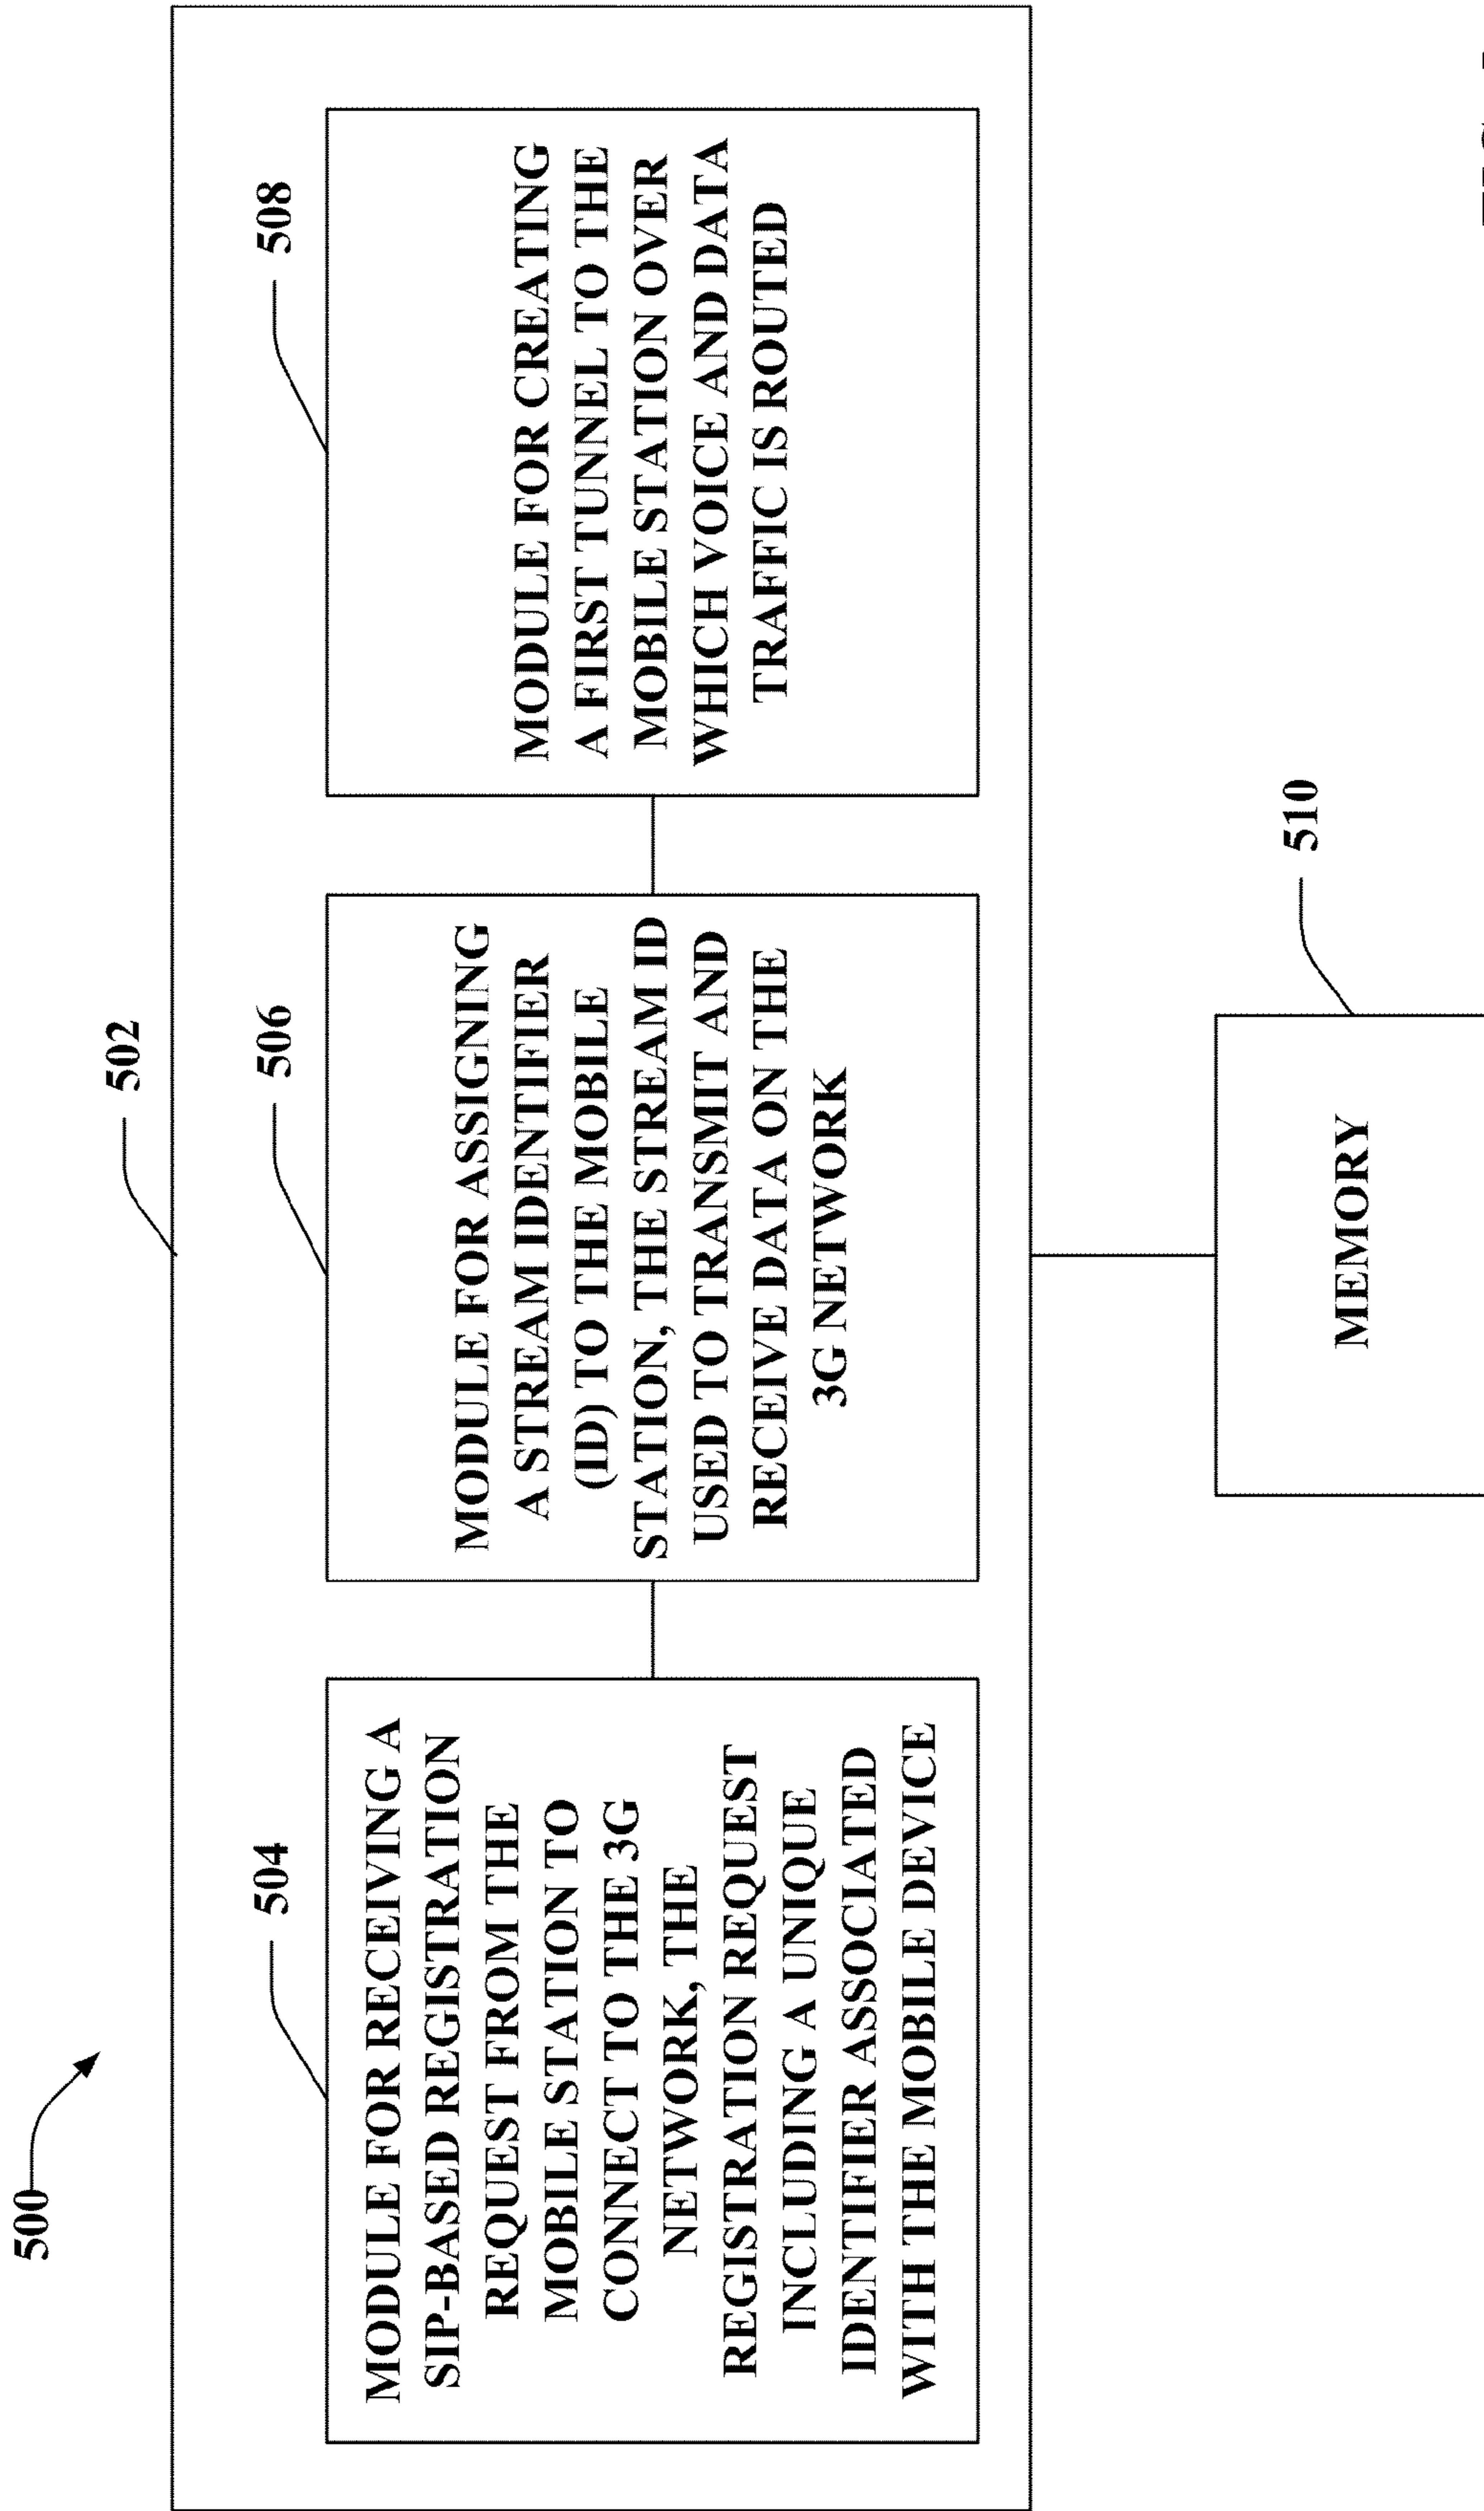 500
502
504
MODULE FOR RECEIVING A
SIP-BASED REGISTRATION
REQUEST FROM THE
MOBILE STATION TO
CONNECT TO THE 3G
NETWORK, THE
REGISTRATION REQUEST
INCLUDING A UNIQUE
IDENTIFIER ASSOCIATED
WITH THE MOBILE DEVICE
506
MODULE FOR ASSIGNING
A STREAM IDENTIFIER
(ID) TO THE MOBILE
STATION, THE STREAM ID
USED TO TRANSMIT AND
RECEIVE DATA ON THE
3G NETWORK
508
MODULE FOR CREATING
A FIRST TUNNEL TO THE
MOBILE STATION OVER
WHICH VOICE AND DATA
TRAFFIC IS ROUTED
510
MEMORY